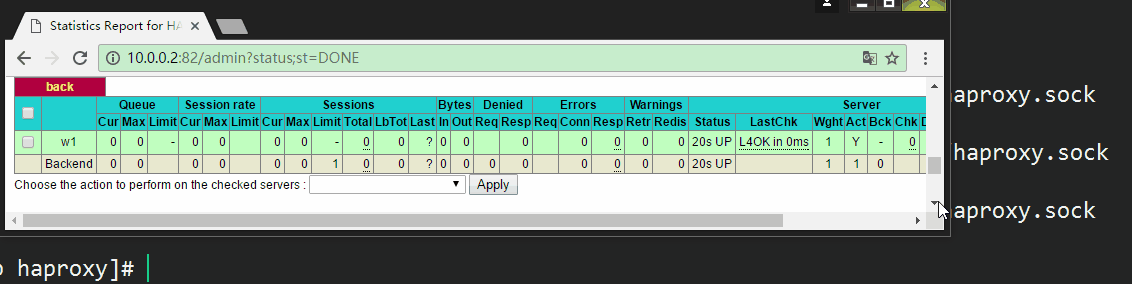 Statistics Report for HA
10.0.0.2:82/admin?status;st=DONE
back
Queue Session rate Sessions Bytes Denied Errors Warnings Server
Cur Max Limit Cur Max Limit Cur Max Limit Total LbTot Last In Out Req Resp Req Conn Resp Retr Redis Status LastChk Wght Act Bck Chk D
w1 0 0 - 0 0 0 0 - 0 0 ? 0 0 0 0 0 0 0 20s UP L4OK in 0ms 1 Y - 0
Backend 0 0 0 0 0 0 1 0 0 ? 0 0 0 0 0 0 0 0 20s UP 1 1 0
Choose the action to perform on the checked servers : Apply
aproxy.sock
haproxy.sock
aproxy.sock
haproxy]#